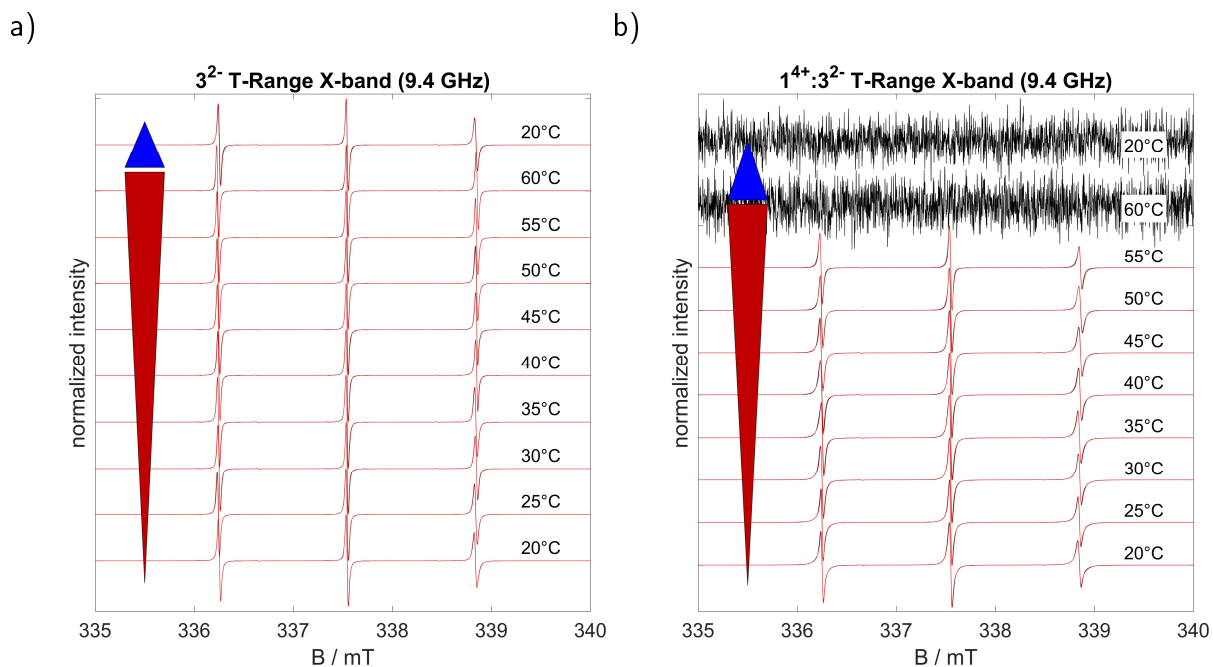 a)
3²⁻ T-Range X-band (9.4 GHz)
normalized intensity
20°C
60°C
55°C
50°C
45°C
40°C
35°C
30°C
25°C
20°C
335 336 337 338 339 340
B / mT
b)
1⁴⁺:3²⁻ T-Range X-band (9.4 GHz)
normalized intensity
20°C
60°C
55°C
50°C
45°C
40°C
35°C
30°C
25°C
20°C
335 336 337 338 339 340
B / mT